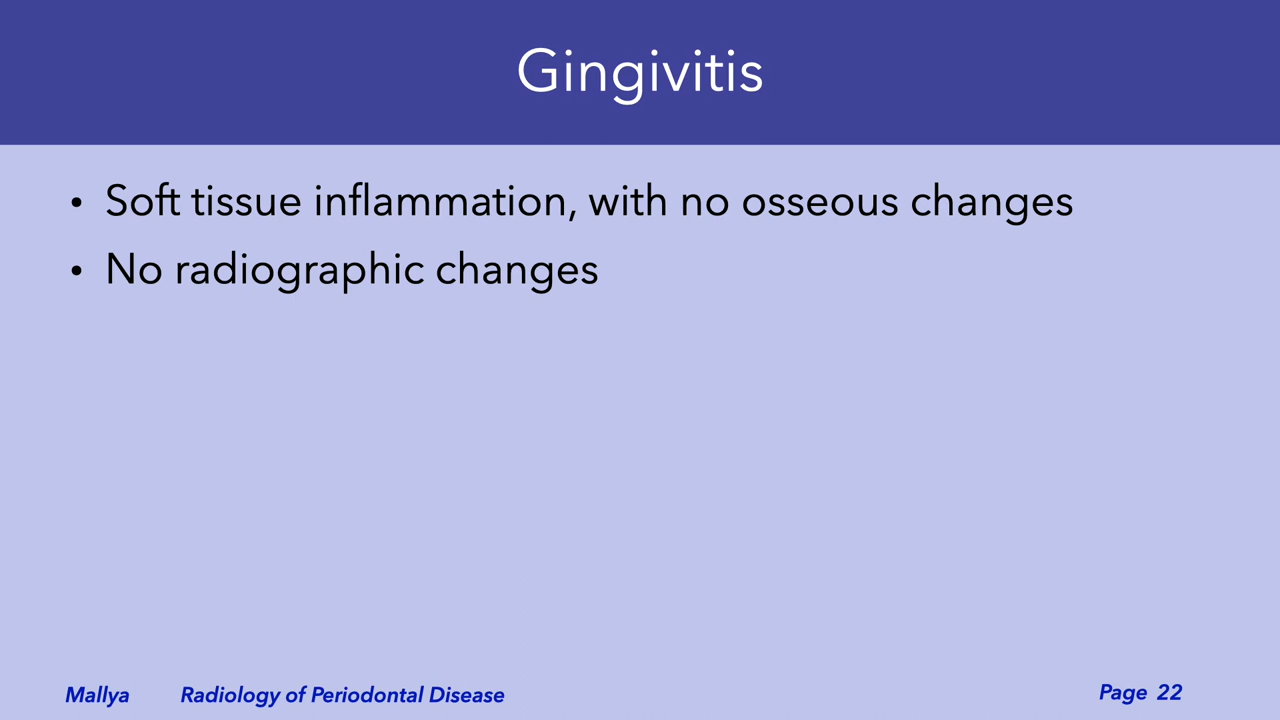 Gingivitis
• Soft tissue inflammation, with no osseous changes
• No radiographic changes
Mallya Radiology of Periodontal Disease Page 22